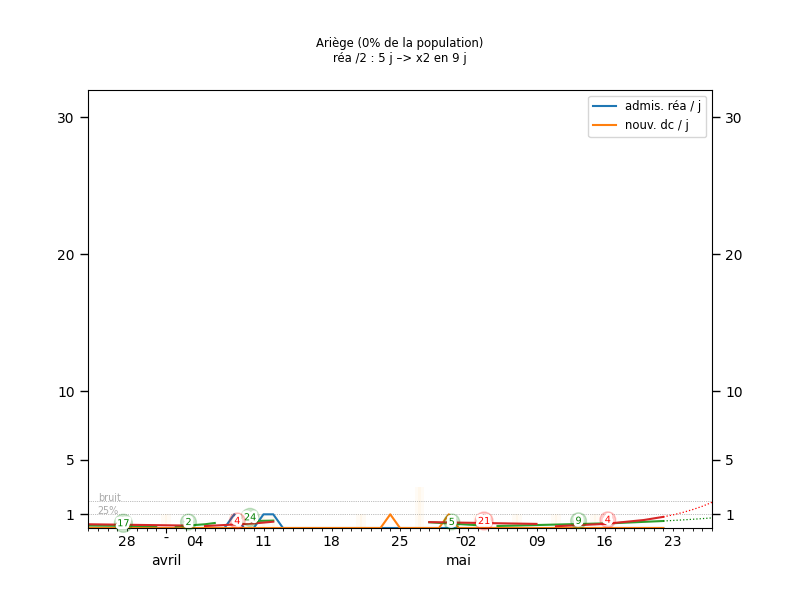 Ariège (0% de la population)
réa /2 : 5 j –> x2 en 9 j
admis. réa / j
nouv. dc / j
30 30
20 20
10 10
5 5
bruit
25%
1 1
17 2 4 24 5 21 9 4
28 - 04 11 18 25 - 02 09 16 23
avril mai